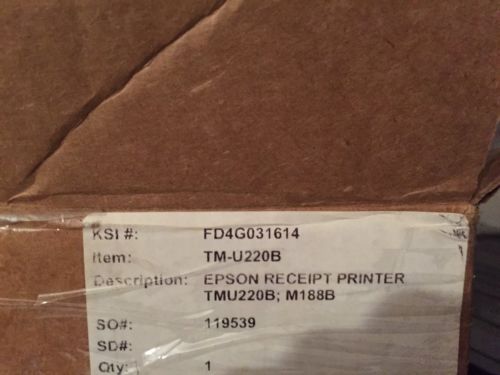 KSI #: FD4G031614
Item: TM-U220B
Description: EPSON RECEIPT PRINTER
TMU220B; M188B
SO#: 119539
SD#:
Qty: 1